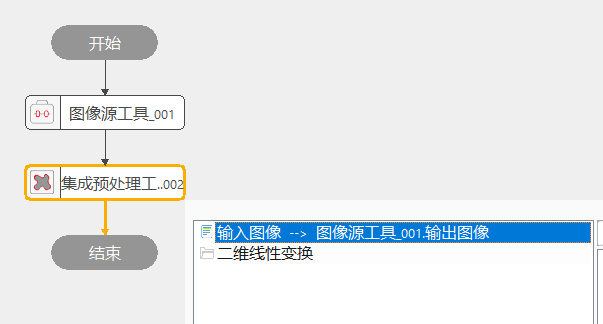 开始
图像源工具_001
集成预处理工..002
结束
输入图像 --> 图像源工具_001.输出图像
二维线性变换